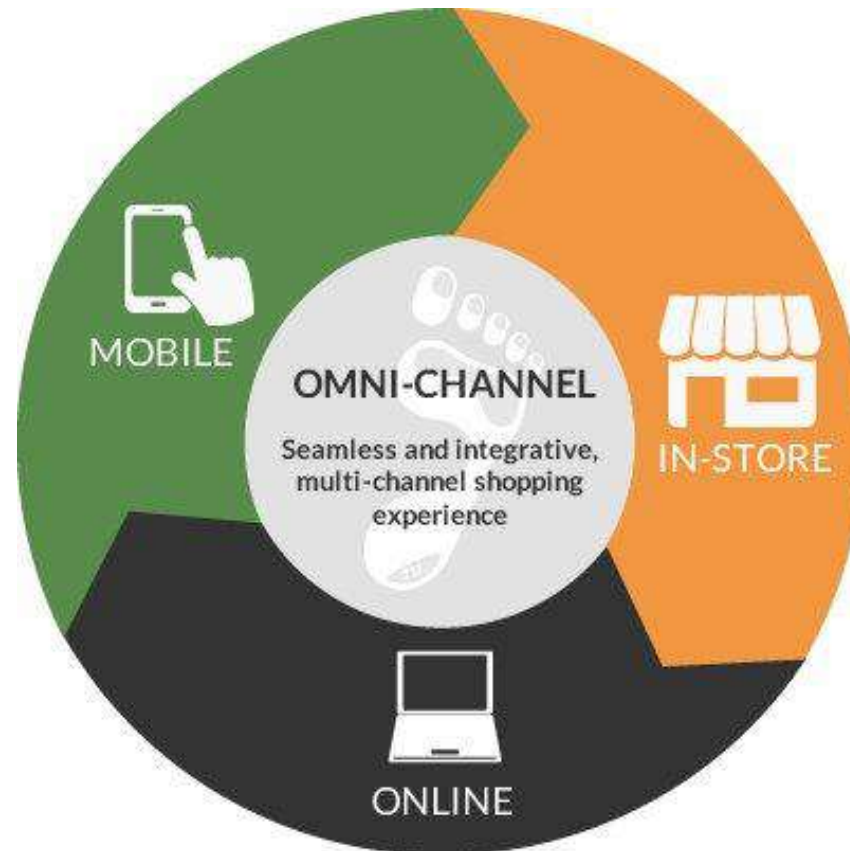 MOBILE
OMNI-CHANNEL
Seamless and integrative,
multi-channel shopping
experience
IN-STORE
ONLINE